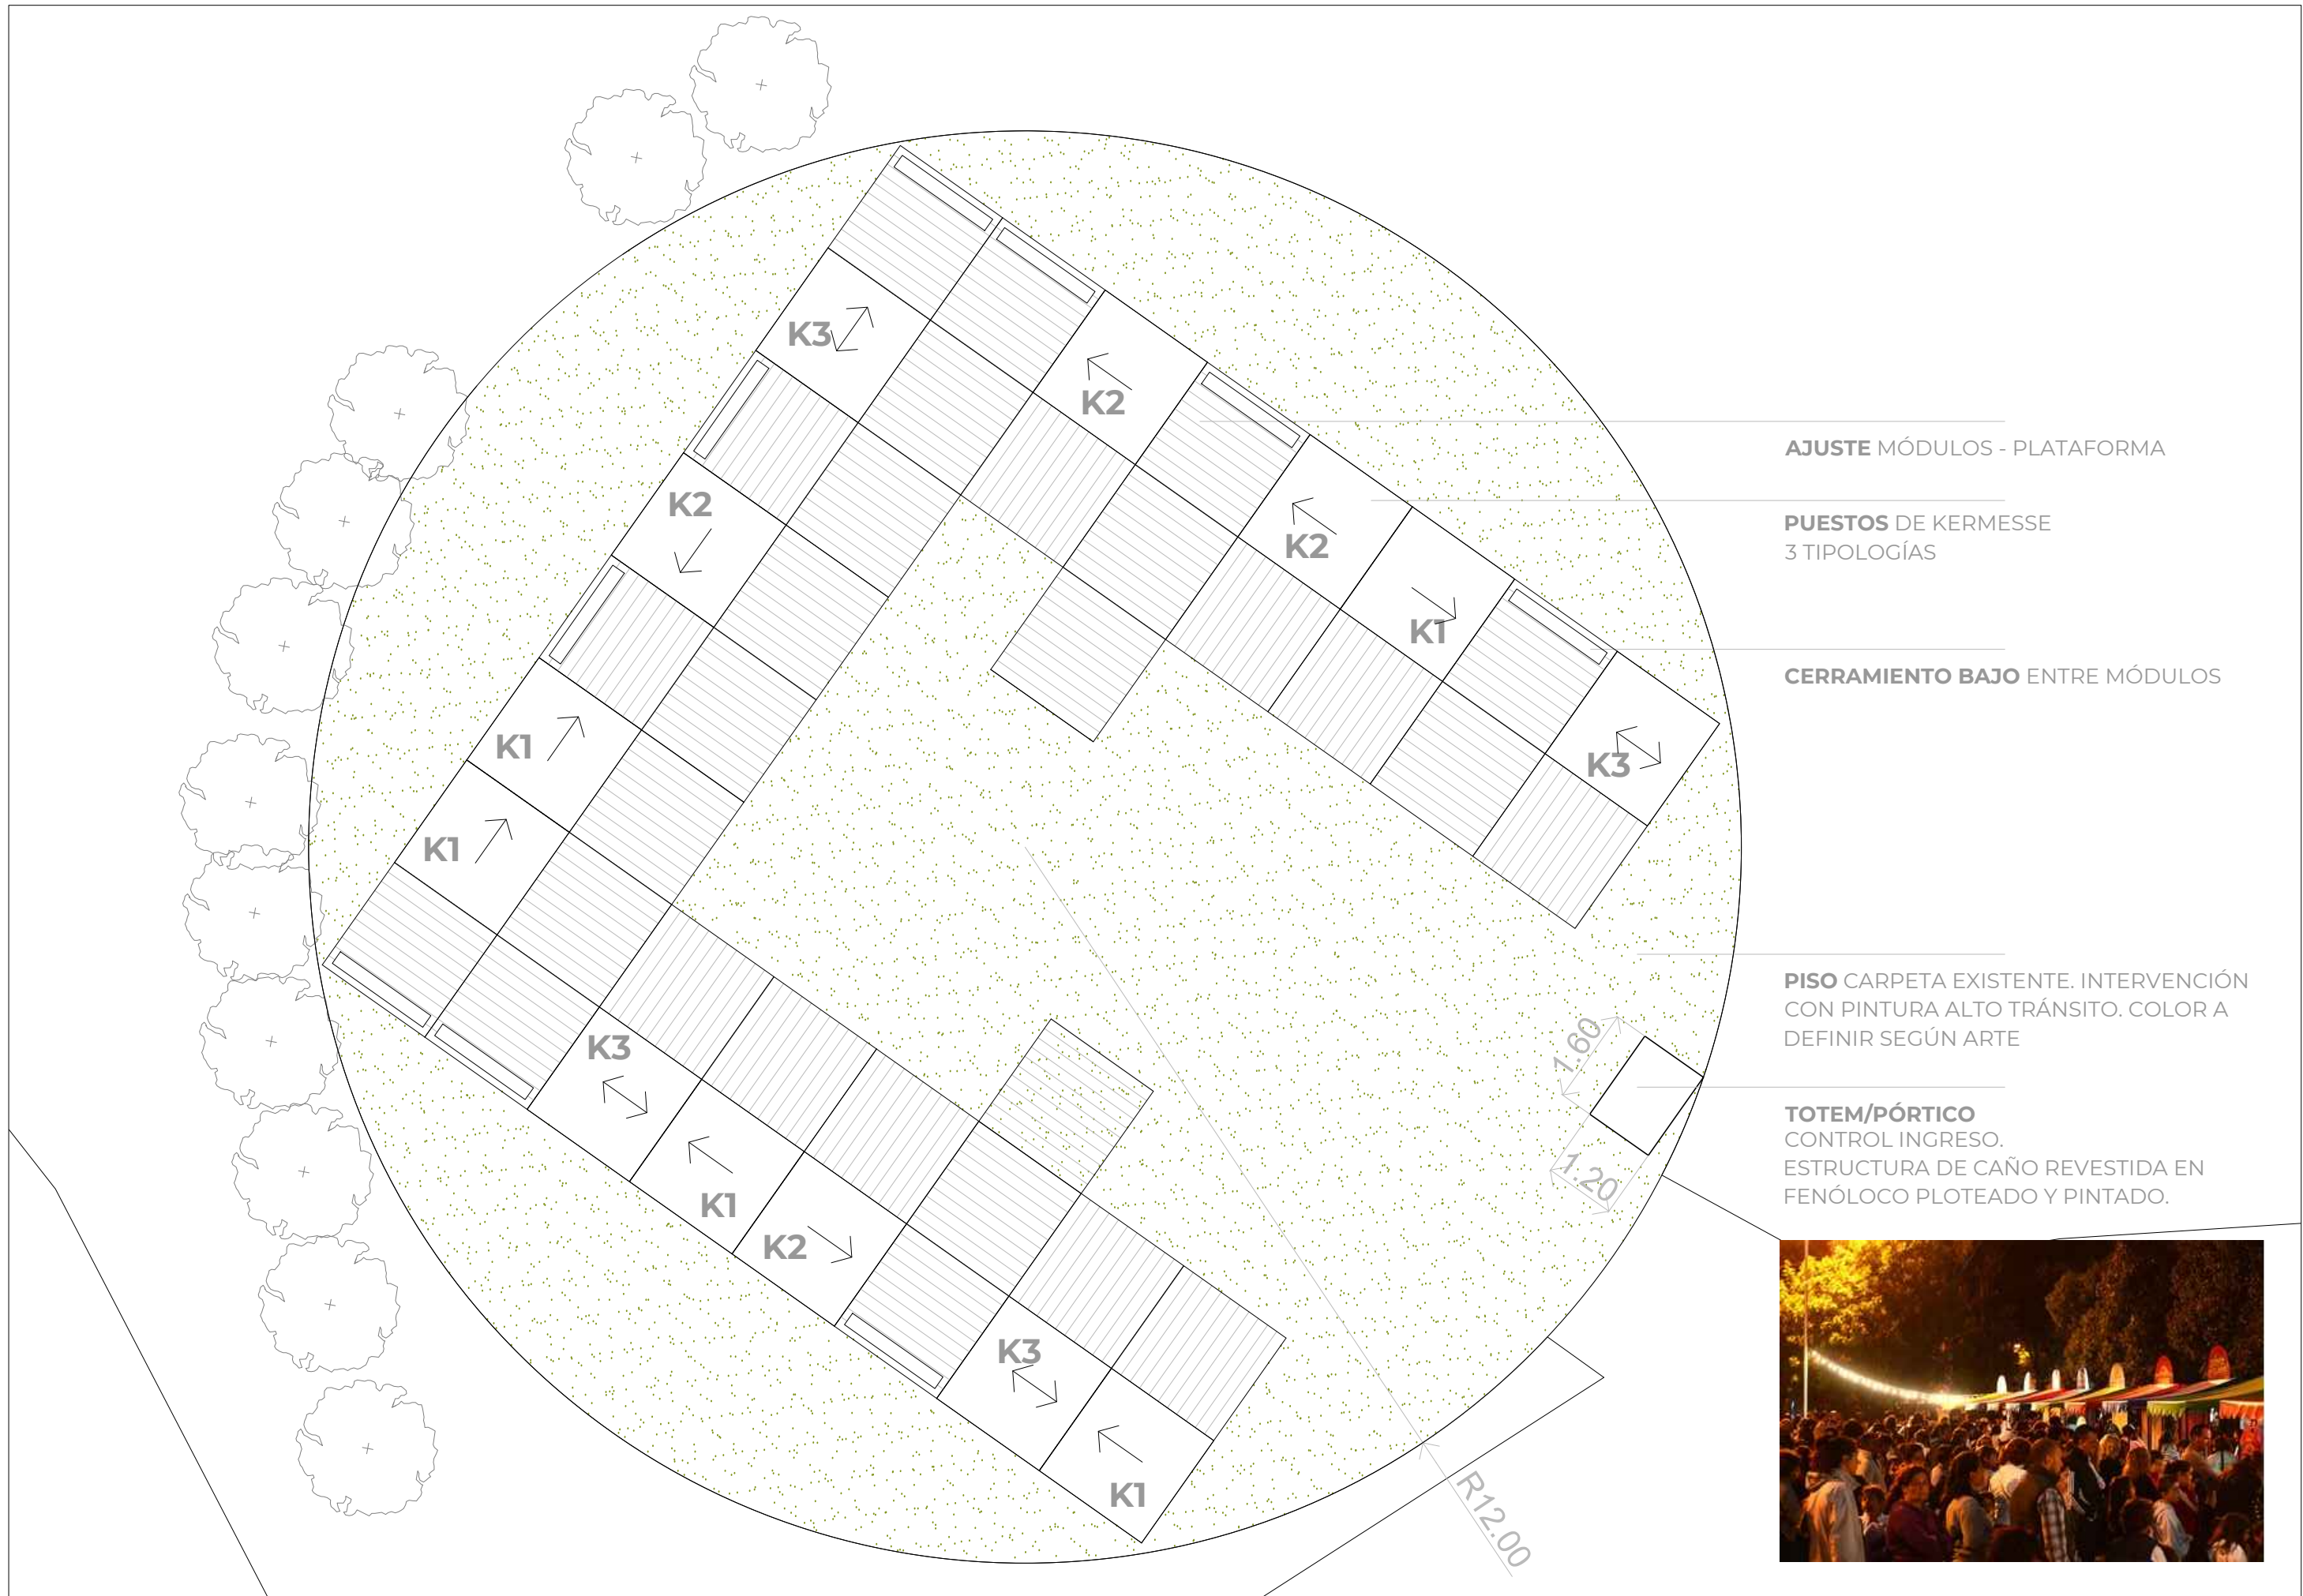 K3
K2
K2
K2
K1
K1
K3
K1
K3
K1
K2
K3
K1
AJUSTE MÓDULOS - PLATAFORMA
PUESTOS DE KERMESSE
3 TIPOLOGÍAS
CERRAMIENTO BAJO ENTRE MÓDULOS
PISO CARPETA EXISTENTE. INTERVENCIÓN
CON PINTURA ALTO TRÁNSITO. COLOR A
DEFINIR SEGÚN ARTE
1.60
1.20
TOTEM/PÓRTICO
CONTROL INGRESO.
ESTRUCTURA DE CAÑO REVESTIDA EN
FENÓLOCO PLOTEADO Y PINTADO.
R12.00